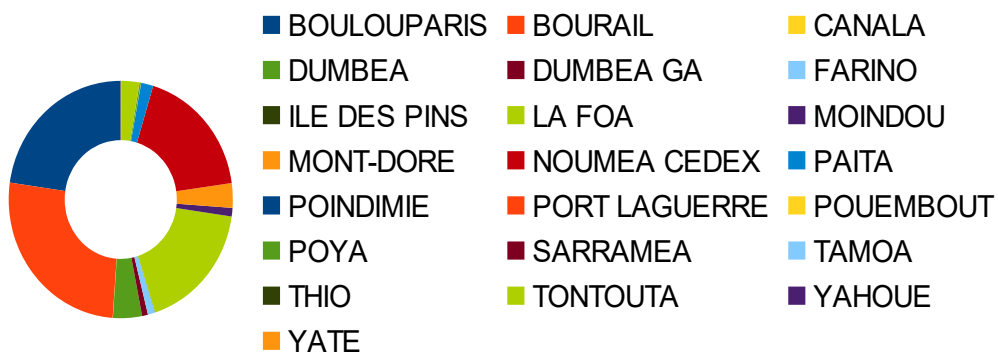 BOULOUPARIS BOURAIL CANALA
DUMBEA DUMBEA GA FARINO
ILE DES PINS LA FOA MOINDOU
MONT-DORE NOUMEA CEDEX PAITA
POINDIMIE PORT LAGUERRE POUEMBOUT
POYA SARRAMEA TAMOA
THIO TONTOUTA YAHOUE
YATE